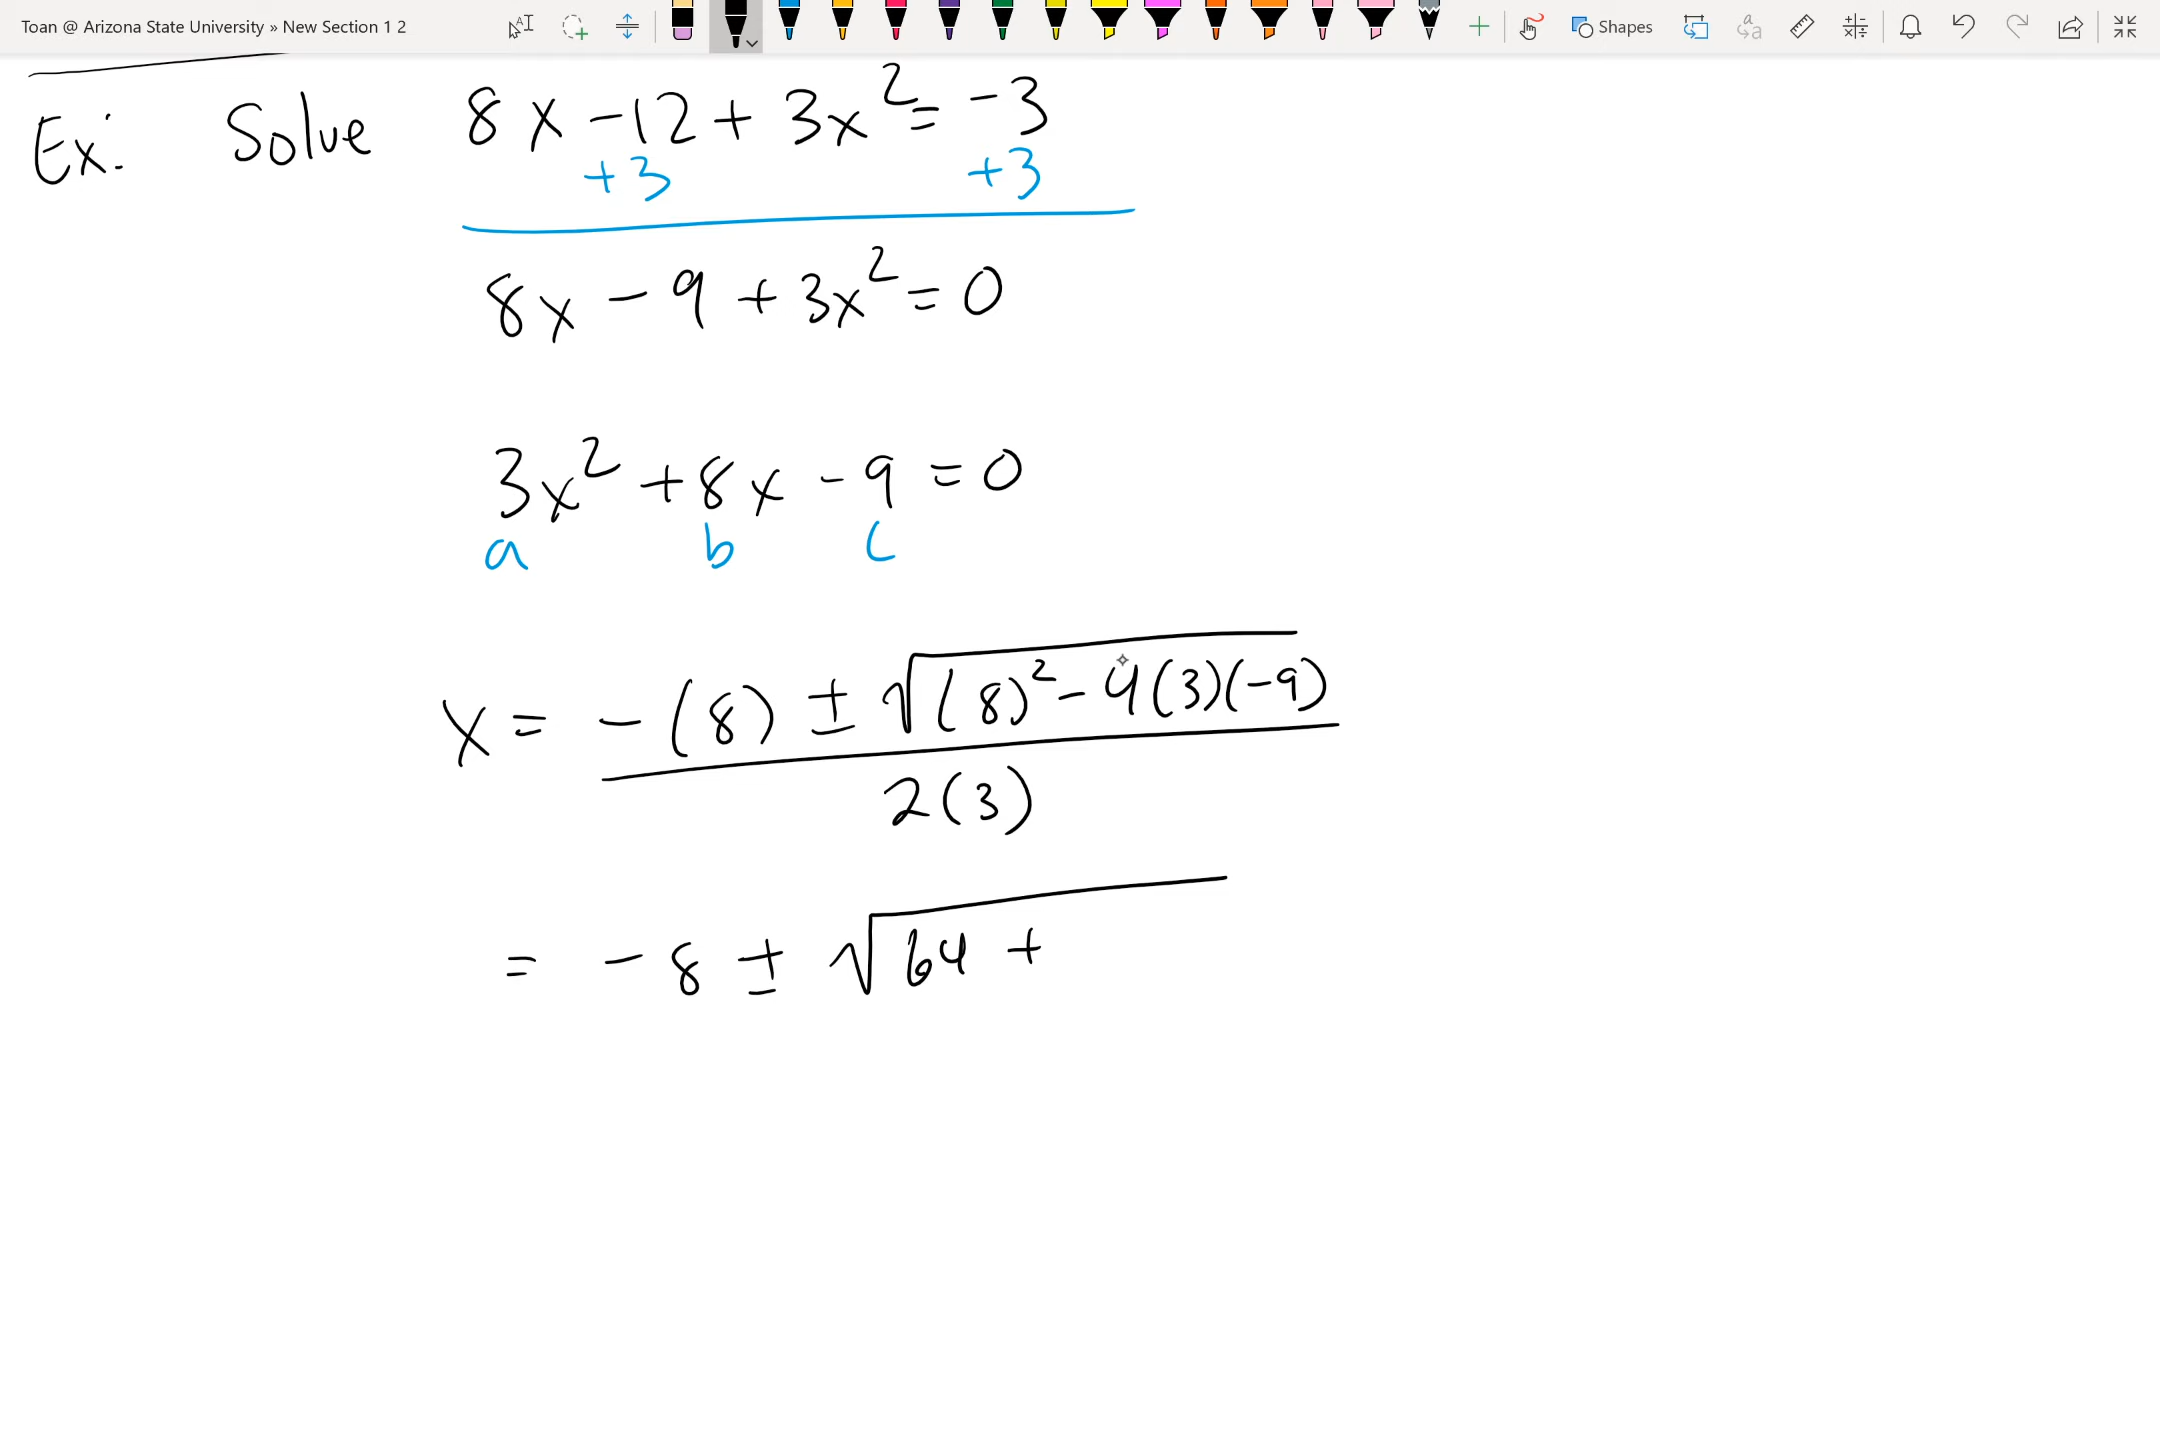 Toan @ Arizona State University » New Section 1 2
Shapes
Ex: Solve 8x -12 + 3x² = -3
+3 +3
8x - 9 + 3x² = 0
3x² + 8x - 9 = 0
a b c
x = -(8) ± √(8)² - 4(3)(-9)
2(3)
= -8 ± √64 +